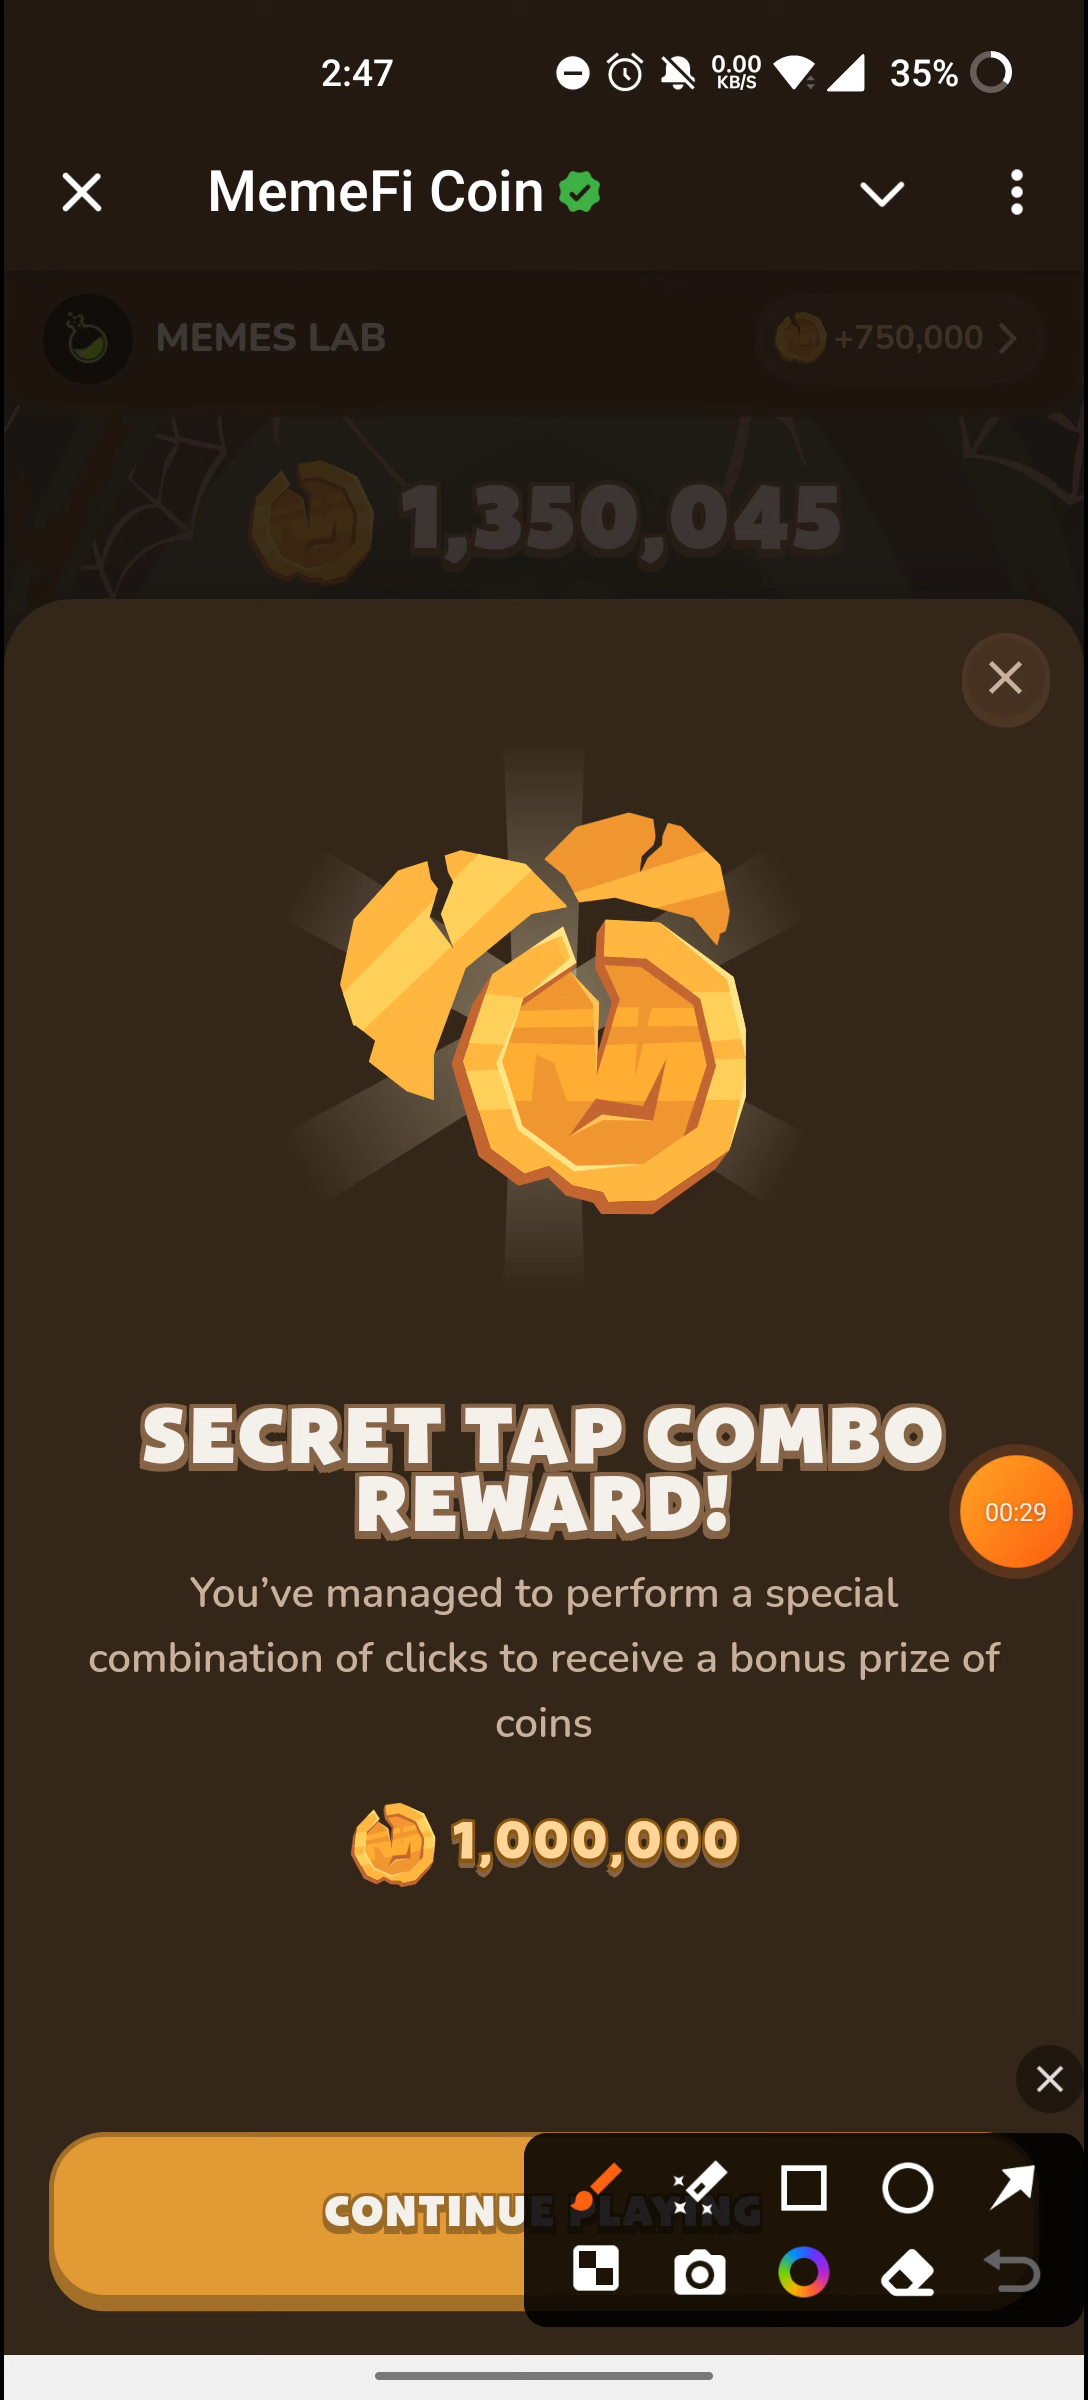 2:47
0.00
KB/S
35%
MemeFi Coin
MEMES LAB
+750,000
1,350,045
SECRET TAP COMBO
REWARD!
00:29
You’ve managed to perform a special
combination of clicks to receive a bonus prize of
coins
1,000,000
CONTINUE PLAYING